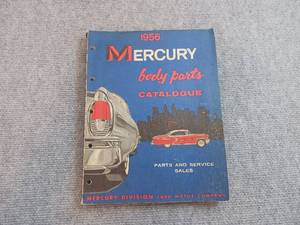 1956
MERCURY
body parts
CATALOGUE
PARTS AND SERVICE
SALES
MERCURY DIVISION FORD MOTOR COMPANY